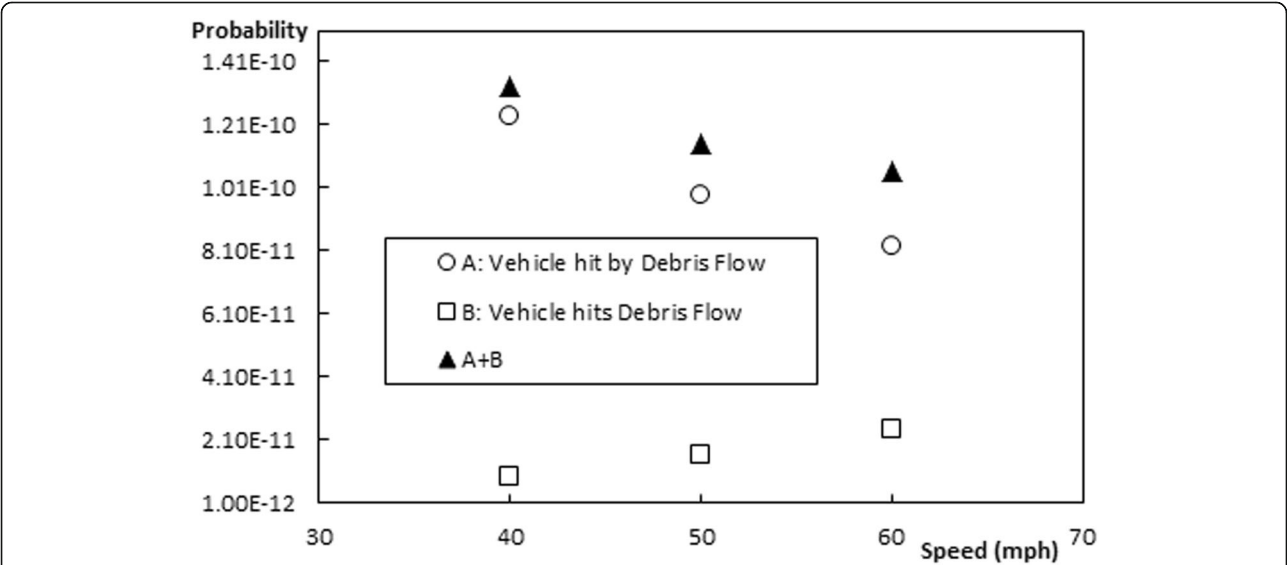 Probability
1.41E-10
1.21E-10
1.01E-10
8.10E-11
6.10E-11
4.10E-11
2.10E-11
1.00E-12
A: Vehicle hit by Debris Flow
B: Vehicle hits Debris Flow
A+B
30 40 50 60 70
Speed (mph)